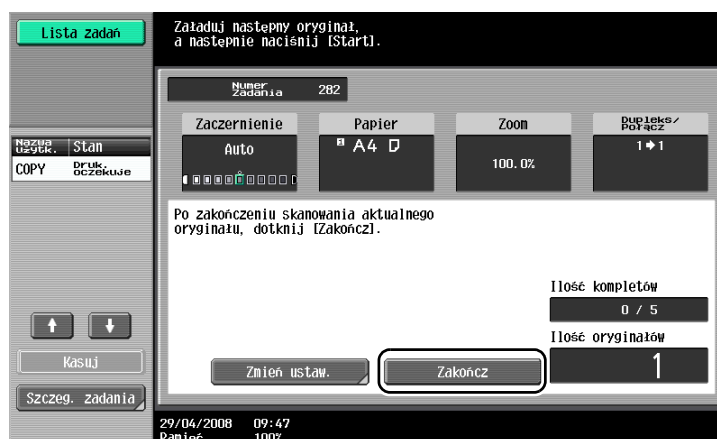 Lista zadań
Załaduj następny oryginał,
a następnie naciśnij [Start].
Numer
Zadania
282
Zaczernienie
Papier
Zoom
Dupleks/
Połącz
Auto
A4
100.0%
1 → 1
Nazwa
użytk.
Stan
COPY
Druk.
oczekuje
Po zakończeniu skanowania aktualnego
oryginału, dotknij [Zakończ].
Ilość kompletów
0 / 5
Ilość oryginałów
1
Kasuj
Zmień ustaw.
Zakończ
Szczeg. zadania
29/04/2008 09:47
Pamięć 100%